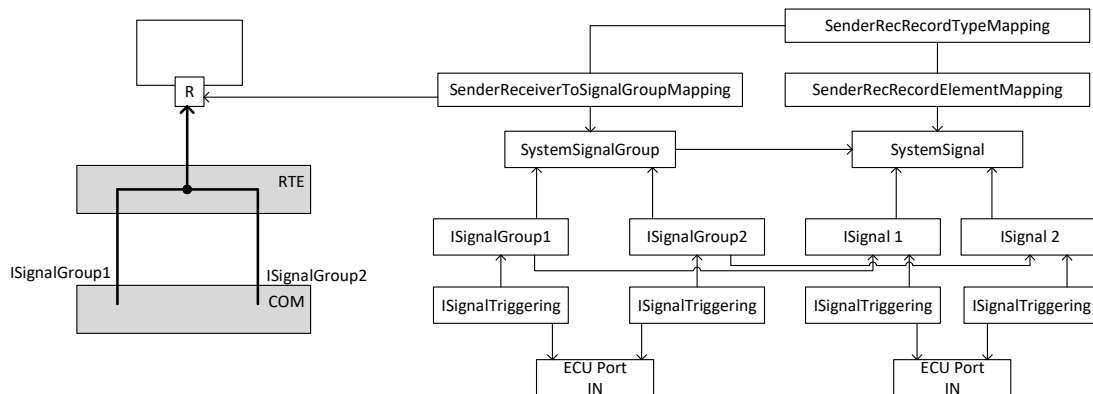 SenderRecRecordTypeMapping
R
SenderReceiverToSignalGroupMapping
SenderRecRecordElementMapping
SystemSignalGroup
SystemSignal
RTE
ISignalGroup1
ISignalGroup2
ISignal 1
ISignal 2
ISignalGroup1
ISignalGroup2
COM
ISignalTriggering
ISignalTriggering
ISignalTriggering
ISignalTriggering
ECU Port
IN
ECU Port
IN